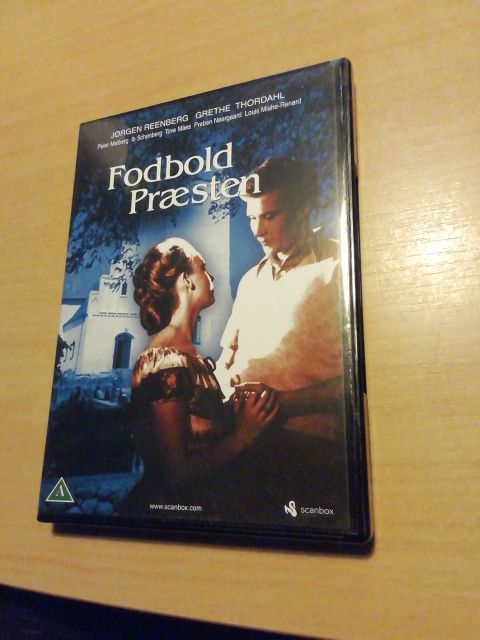 JØRGEN REENBERG GRETHE THORDAHL
Peter Malberg Ib Schønberg Tove Maës Preben Neergaard Louis Miehe-Renard
Fodbold
Præsten
A
www.scanbox.com
scanbox